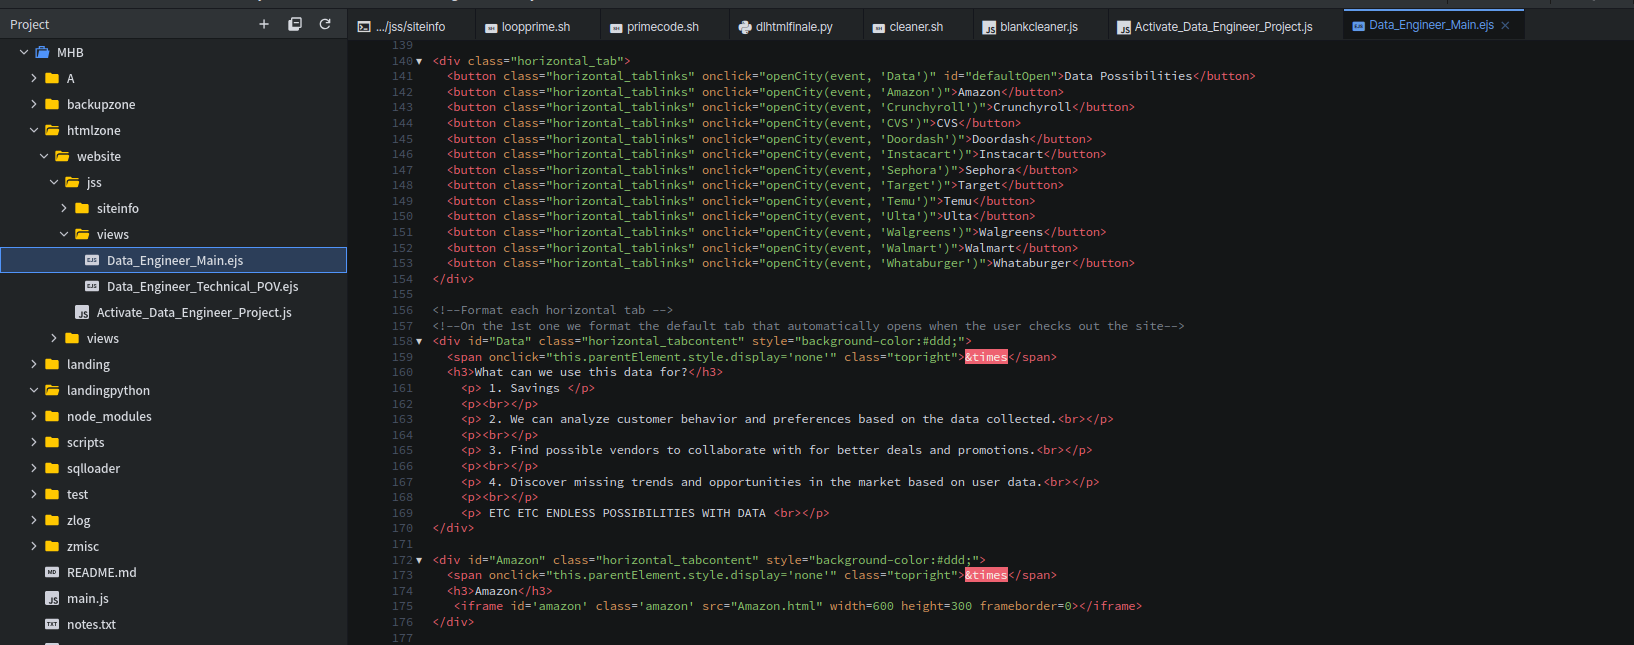 Project
MHB
A
backupzone
htmlzone
website
jss
siteinfo
views
Data_Engineer_Main.ejs
Data_Engineer_Technical_POV.ejs
Activate_Data_Engineer_Project.js
views
landing
landingpython
node_modules
scripts
sqlloader
test
zlog
zmisc
README.md
main.js
notes.txt
.../jss/siteinfo loopprime.sh primecode.sh dlhtmlfinale.py cleaner.sh blankcleaner.js Activate_Data_Engineer_Project.js Data_Engineer_Main.ejs
139
140 <div class="horizontal_tab">
141 <button class="horizontal_tablinks" onclick="openCity(event, 'Data')" id="defaultOpen">Data Possibilities</button>
142 <button class="horizontal_tablinks" onclick="openCity(event, 'Amazon')">Amazon</button>
143 <button class="horizontal_tablinks" onclick="openCity(event, 'Crunchyroll')">Crunchyroll</button>
144 <button class="horizontal_tablinks" onclick="openCity(event, 'CVS')">CVS</button>
145 <button class="horizontal_tablinks" onclick="openCity(event, 'Doordash')">Doordash</button>
146 <button class="horizontal_tablinks" onclick="openCity(event, 'Instacart')">Instacart</button>
147 <button class="horizontal_tablinks" onclick="openCity(event, 'Sephora')">Sephora</button>
148 <button class="horizontal_tablinks" onclick="openCity(event, 'Target')">Target</button>
149 <button class="horizontal_tablinks" onclick="openCity(event, 'Temu')">Temu</button>
150 <button class="horizontal_tablinks" onclick="openCity(event, 'Ulta')">Ulta</button>
151 <button class="horizontal_tablinks" onclick="openCity(event, 'Walgreens')">Walgreens</button>
152 <button class="horizontal_tablinks" onclick="openCity(event, 'Walmart')">Walmart</button>
153 <button class="horizontal_tablinks" onclick="openCity(event, 'Whataburger')">Whataburger</button>
154 </div>
155
156 <!--Format each horizontal tab -->
157 <!--On the 1st one we format the default tab that automatically opens when the user checks out the site-->
158 <div id="Data" class="horizontal_tabcontent" style="background-color:#ddd;">
159 <span onclick="this.parentElement.style.display='none'" class="topright">&times</span>
160 <h3>What can we use this data for?</h3>
161 <p> 1. Savings </p>
162 <p><br></p>
163 <p> 2. We can analyze customer behavior and preferences based on the data collected.<br></p>
164 <p><br></p>
165 <p> 3. Find possible vendors to collaborate with for better deals and promotions.<br></p>
166 <p><br></p>
167 <p> 4. Discover missing trends and opportunities in the market based on user data.<br></p>
168 <p><br></p>
169 <p> ETC ETC ENDLESS POSSIBILITIES WITH DATA <br></p>
170 </div>
171
172 <div id="Amazon" class="horizontal_tabcontent" style="background-color:#ddd;">
173 <span onclick="this.parentElement.style.display='none'" class="topright">&times</span>
174 <h3>Amazon</h3>
175 <iframe id='amazon' class='amazon' src="Amazon.html" width=600 height=300 frameborder=0></iframe>
176 </div>
177